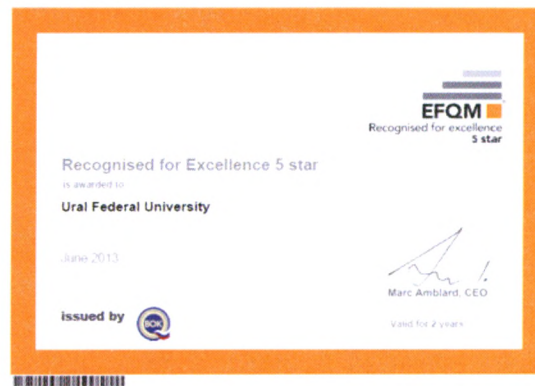 EFQM
Recognised for excellence
5 star
Recognised for Excellence 5 star
is awarded to
Ural Federal University
June 2013
Marc Amblard, CEO
issued by
BQK
Valid for 2 years